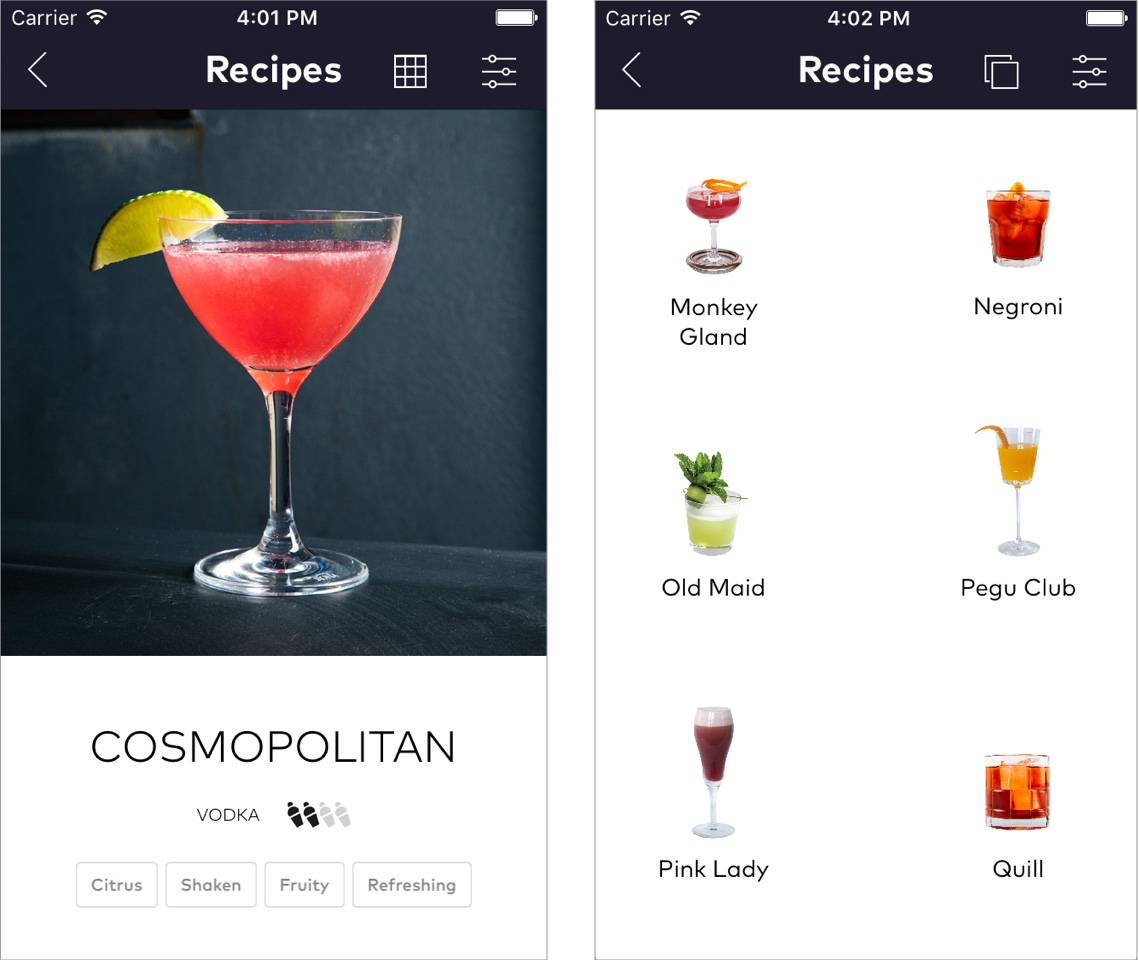 Carrier 4:01 PM
Recipes
COSMOPOLITAN
VODKA
Citrus Shaken Fruity Refreshing
Carrier 4:02 PM
Recipes
Monkey Negroni
Gland
Old Maid Pegu Club
Pink Lady Quill